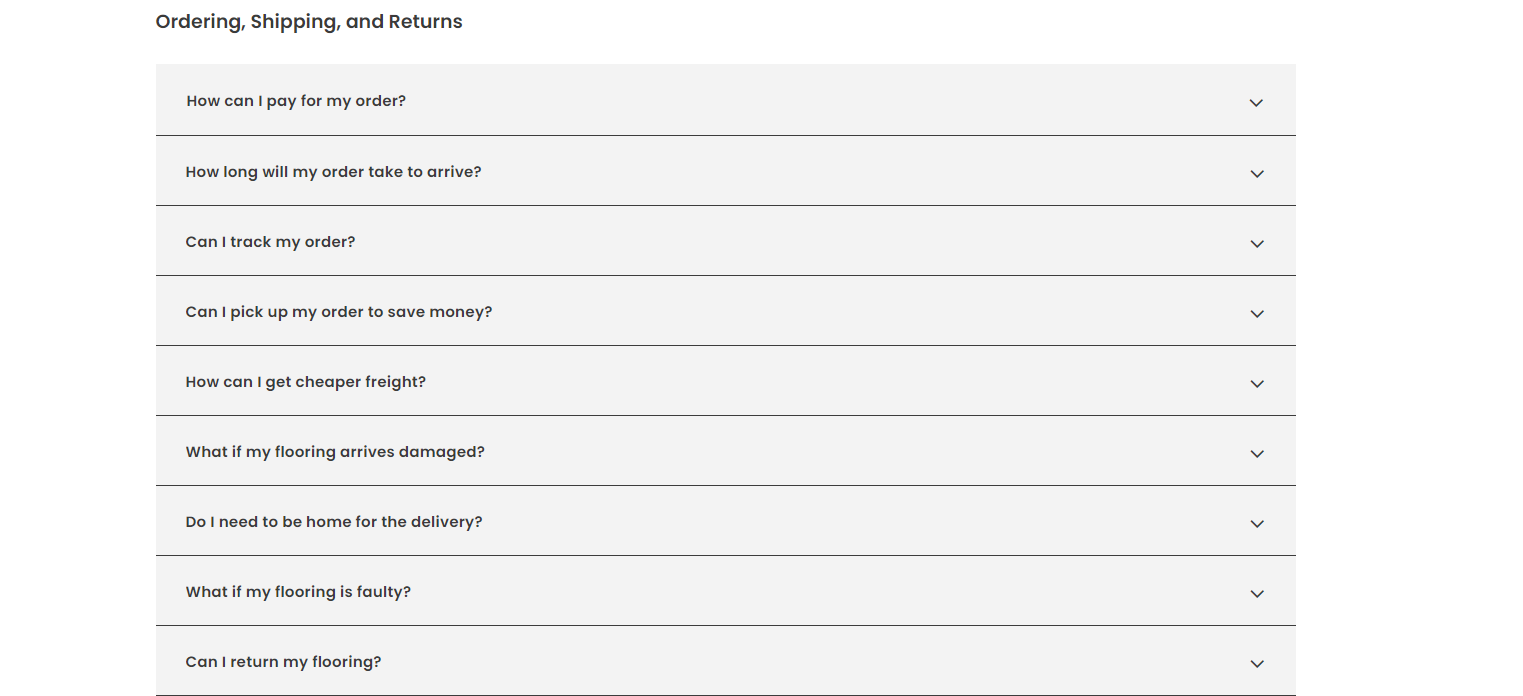 Ordering, Shipping, and Returns
How can I pay for my order?
How long will my order take to arrive?
Can I track my order?
Can I pick up my order to save money?
How can I get cheaper freight?
What if my flooring arrives damaged?
Do I need to be home for the delivery?
What if my flooring is faulty?
Can I return my flooring?